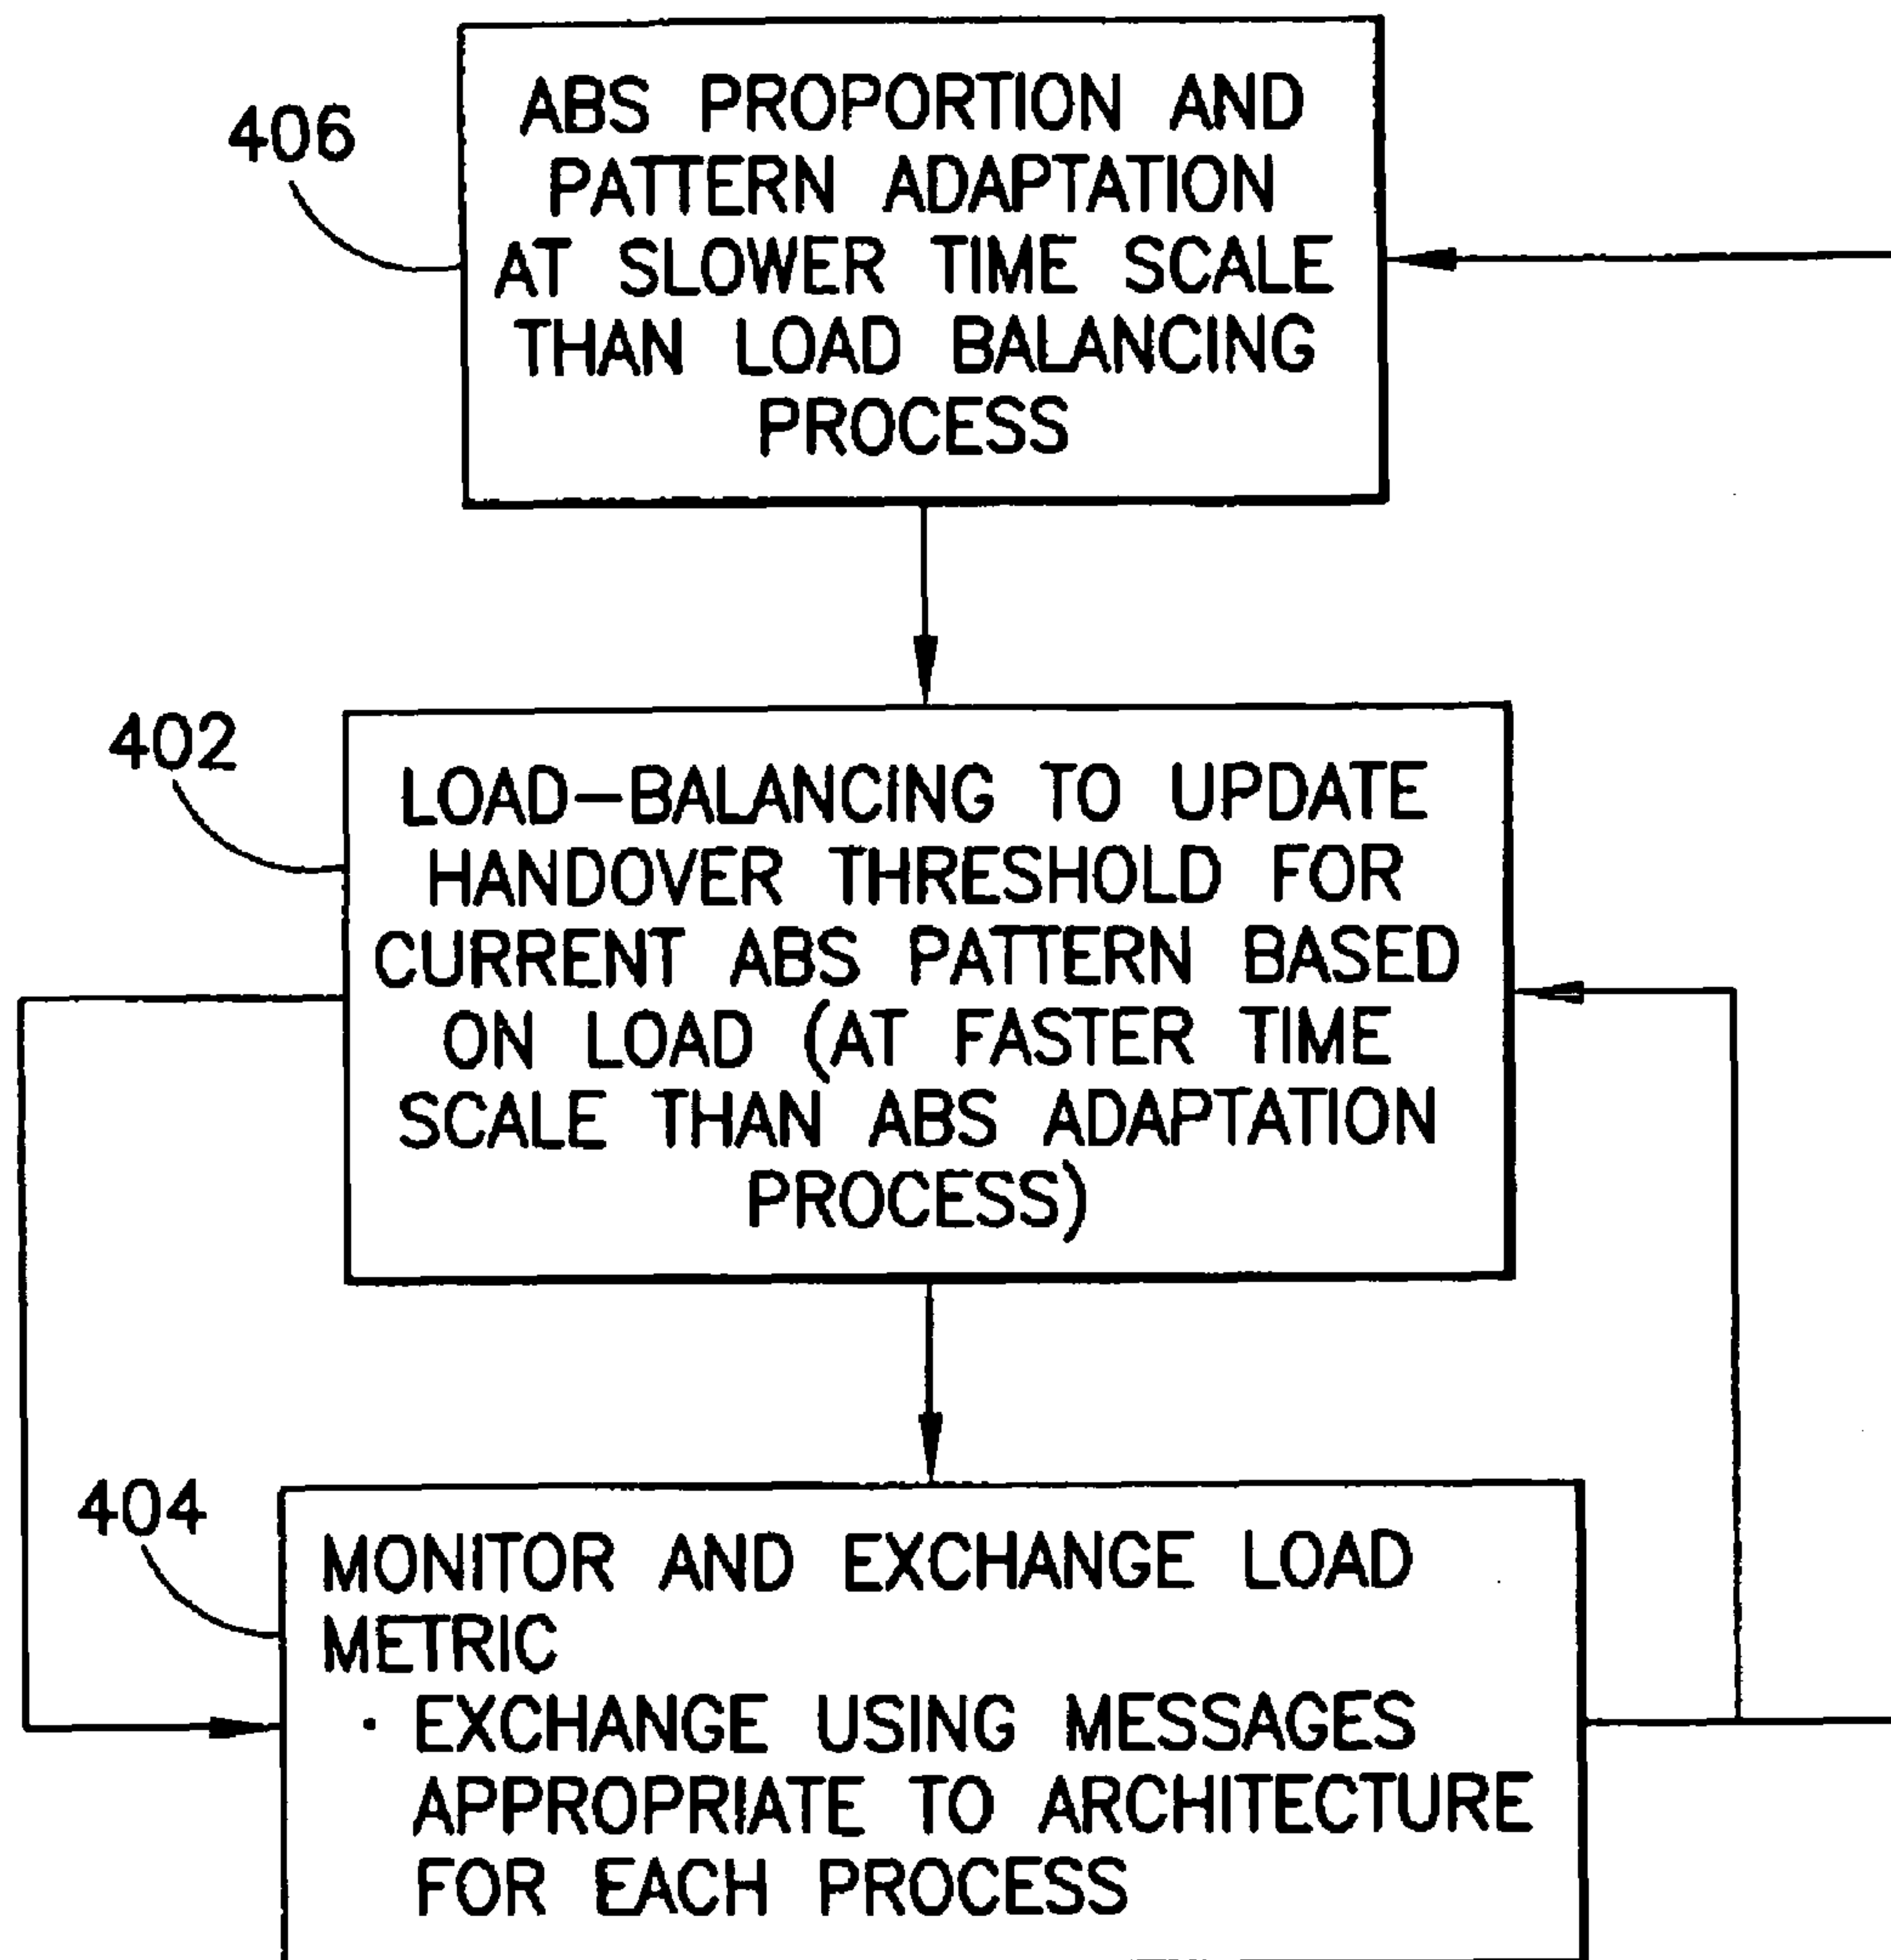 406
ABS PROPORTION AND
PATTERN ADAPTATION
AT SLOWER TIME SCALE
THAN LOAD BALANCING
PROCESS
402
LOAD-BALANCING TO UPDATE
HANDOVER THRESHOLD FOR
CURRENT ABS PATTERN BASED
ON LOAD (AT FASTER TIME
SCALE THAN ABS ADAPTATION
PROCESS)
404
MONITOR AND EXCHANGE LOAD
METRIC
· EXCHANGE USING MESSAGES
APPROPRIATE TO ARCHITECTURE
FOR EACH PROCESS